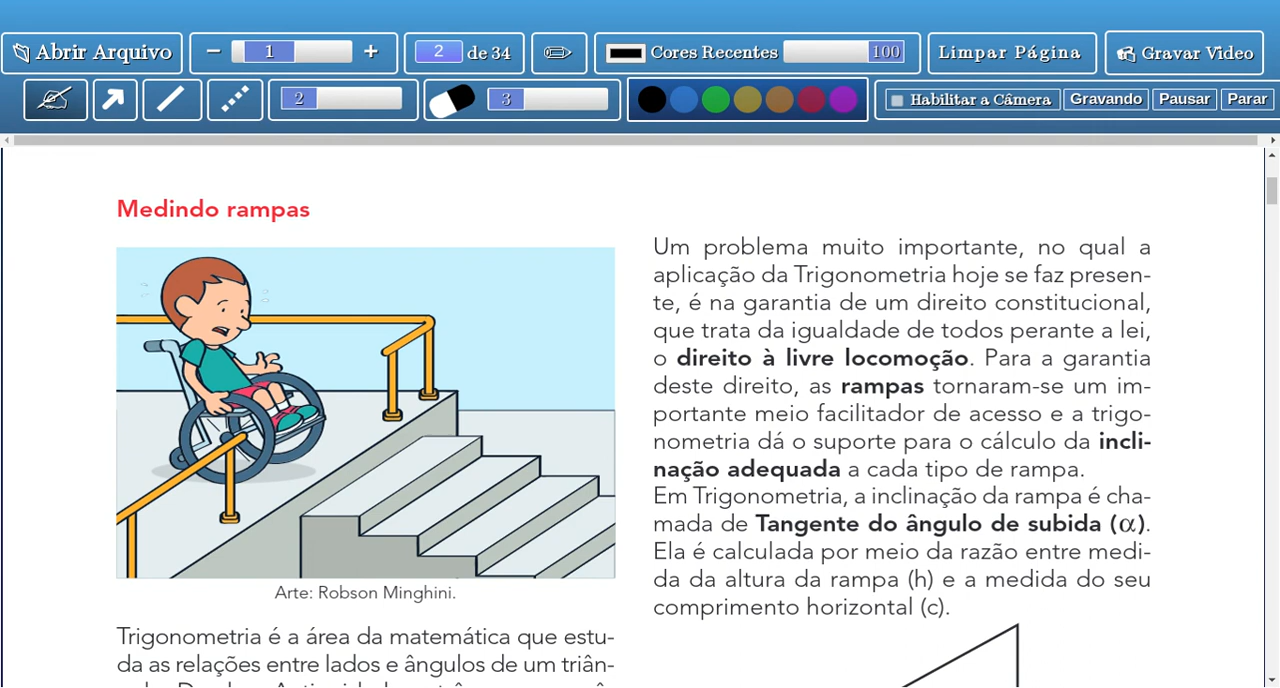 Abrir Arquivo
− 1 +
2 de 34
Cores Recentes 100
Limpar Página
Gravar Video
2
3
Habilitar a Câmera Gravando Pausar Parar
Medindo rampas
Arte: Robson Minghini.
Trigonometria é a área da matemática que estu-
da as relações entre lados e ângulos de um triân-
Um problema muito importante, no qual a
aplicação da Trigonometria hoje se faz presen-
te, é na garantia de um direito constitucional,
que trata da igualdade de todos perante a lei,
o direito à livre locomoção. Para a garantia
deste direito, as rampas tornaram-se um im-
portante meio facilitador de acesso e a trigo-
nometria dá o suporte para o cálculo da incli-
nação adequada a cada tipo de rampa.
Em Trigonometria, a inclinação da rampa é cha-
mada de Tangente do ângulo de subida (α).
Ela é calculada por meio da razão entre medi-
da da altura da rampa (h) e a medida do seu
comprimento horizontal (c).